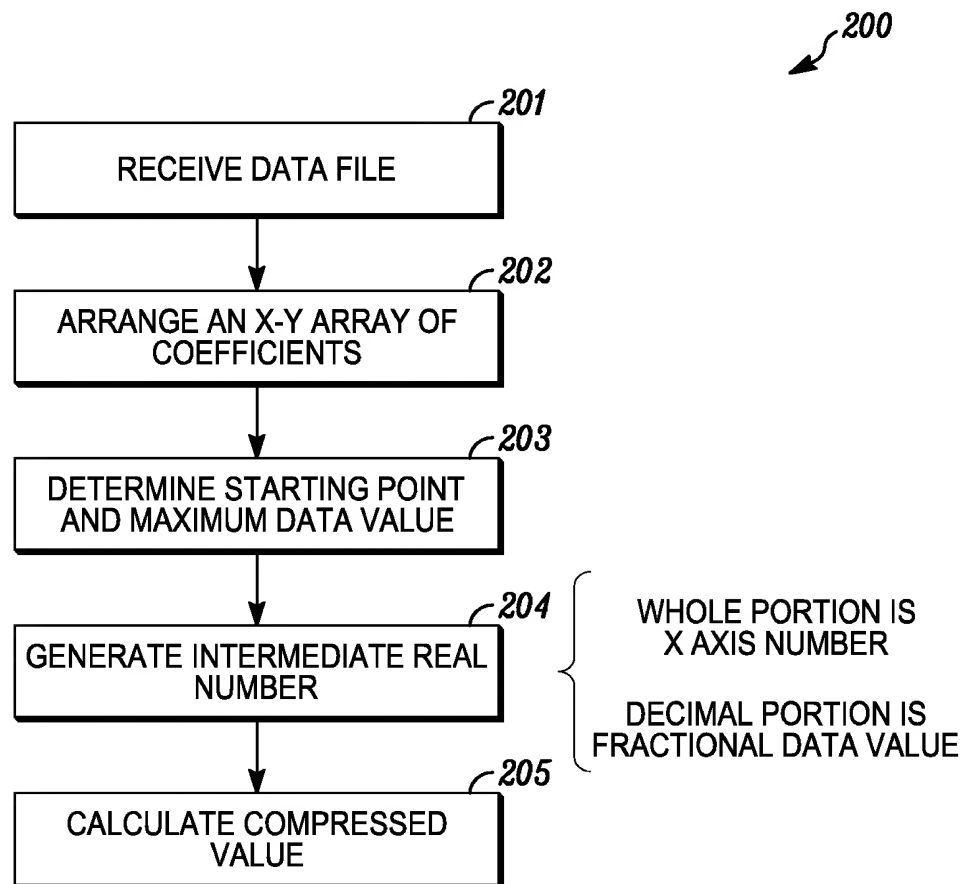 200
201
RECEIVE DATA FILE
202
ARRANGE AN X-Y ARRAY OF
COEFFICIENTS
203
DETERMINE STARTING POINT
AND MAXIMUM DATA VALUE
204
GENERATE INTERMEDIATE REAL
NUMBER
WHOLE PORTION IS
X AXIS NUMBER
DECIMAL PORTION IS
FRACTIONAL DATA VALUE
205
CALCULATE COMPRESSED
VALUE